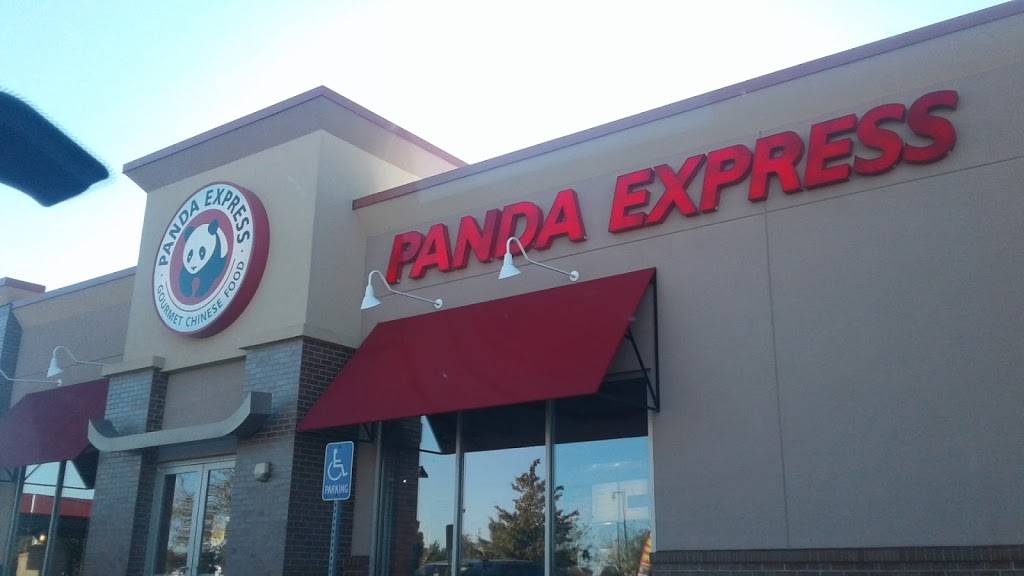 PANDA EXPRESS
GOURMET CHINESE FOOD
PANDA EXPRESS
PARKING